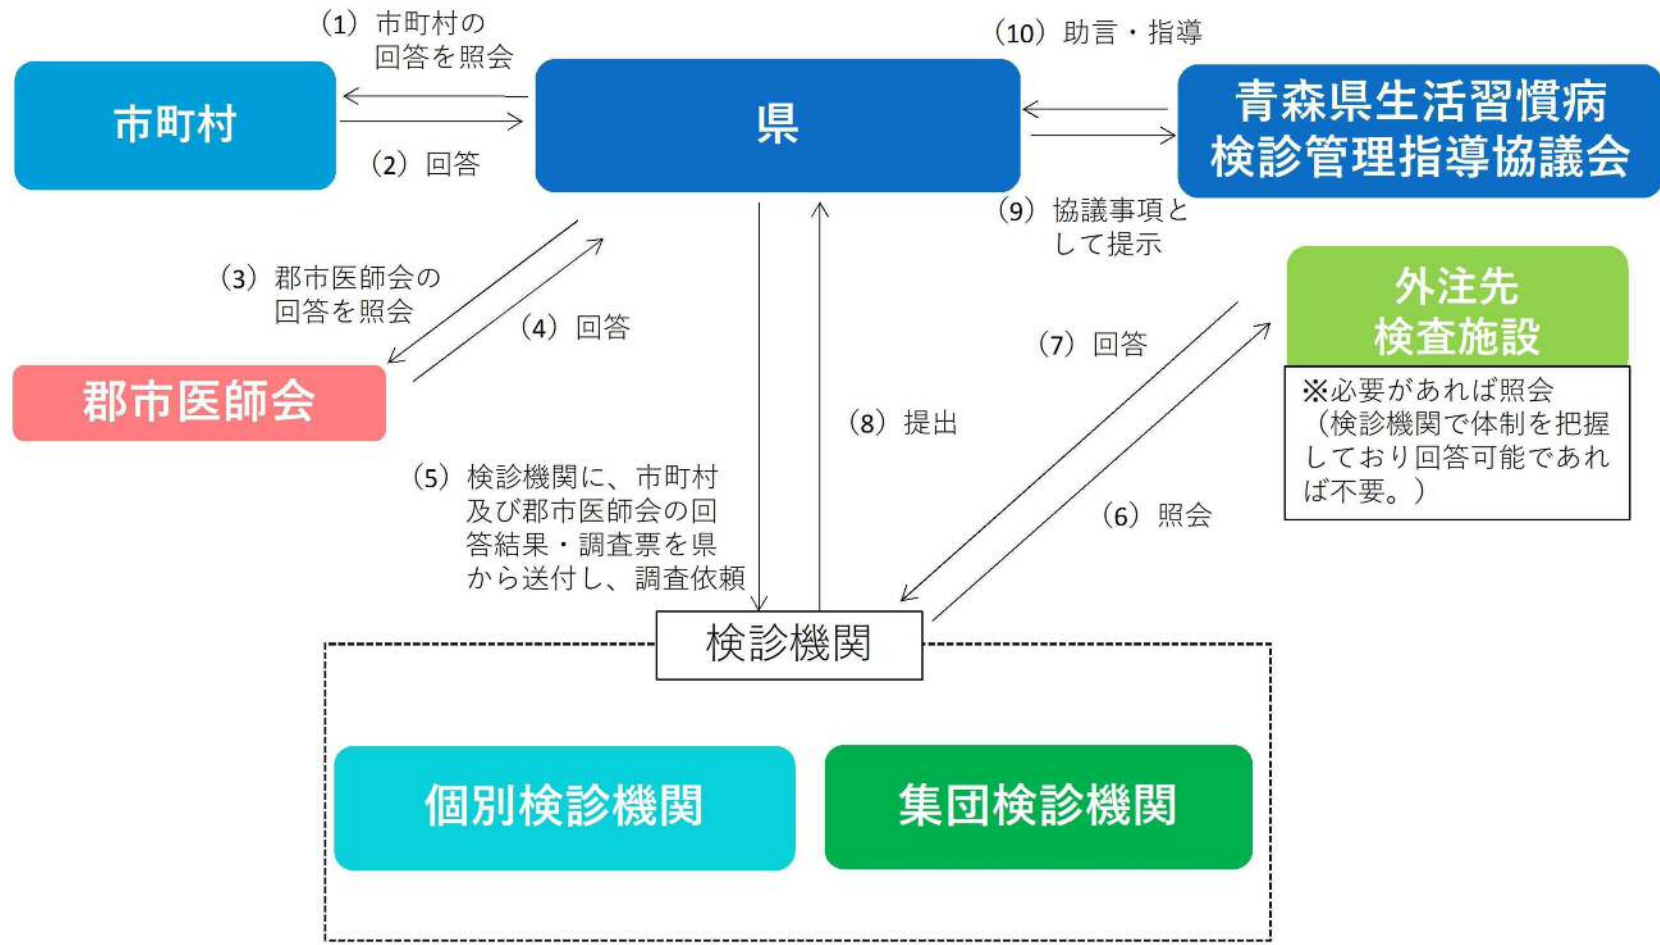 （1）市町村の
回答を照会
（10）助言・指導
市町村
県
青森県生活習慣病
検診管理指導協議会
（2）回答
（9）協議事項と
して提示
（3）郡市医師会の
回答を照会
（4）回答
外注先
検査施設
（7）回答
郡市医師会
※必要があれば照会
（検診機関で体制を把握
しており回答可能であれ
ば不要。）
（8）提出
（5）検診機関に、市町村
及び郡市医師会の回
答結果・調査票を県
から送付し、調査依頼
（6）照会
検診機関
個別検診機関
集団検診機関